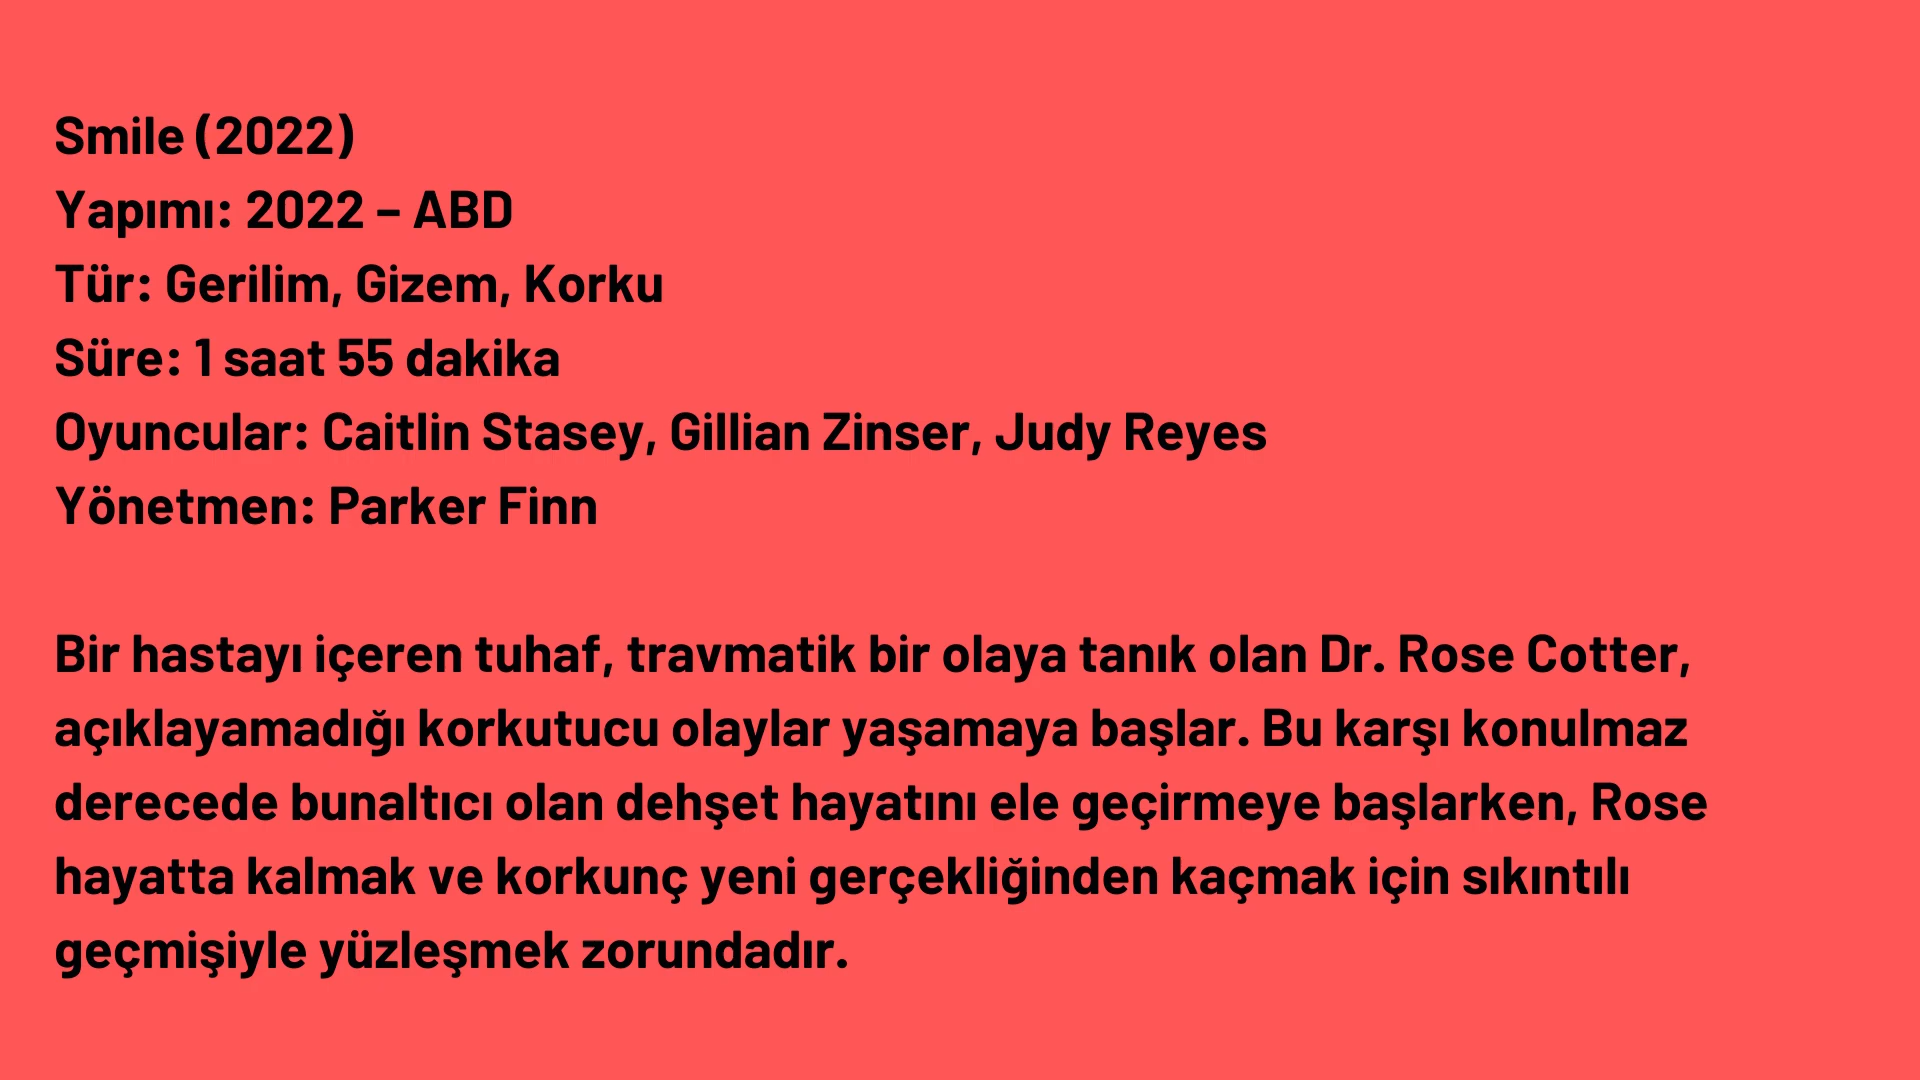 Smile (2022)
Yapımı: 2022 – ABD
Tür: Gerilim, Gizem, Korku
Süre: 1 saat 55 dakika
Oyuncular: Caitlin Stasey, Gillian Zinser, Judy Reyes
Yönetmen: Parker Finn
Bir hastayı içeren tuhaf, travmatik bir olaya tanık olan Dr. Rose Cotter,
açıklayamadığı korkutucu olaylar yaşamaya başlar. Bu karşı konulmaz
derecede bunaltıcı olan dehşet hayatını ele geçirmeye başlarken, Rose
hayatta kalmak ve korkunç yeni gerçekliğinden kaçmak için sıkıntılı
geçmişiyle yüzleşmek zorundadır.